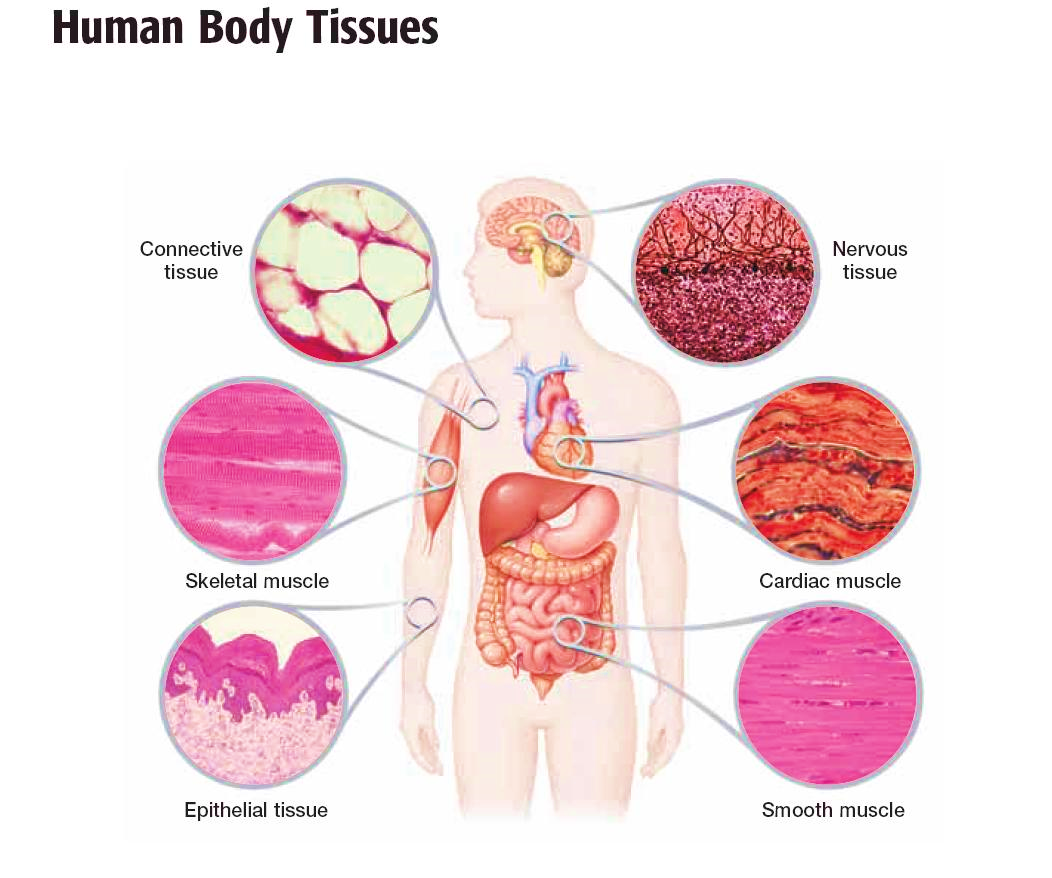 Human Body Tissues
Connective
tissue
Nervous
tissue
Skeletal muscle
Cardiac muscle
Epithelial tissue
Smooth muscle